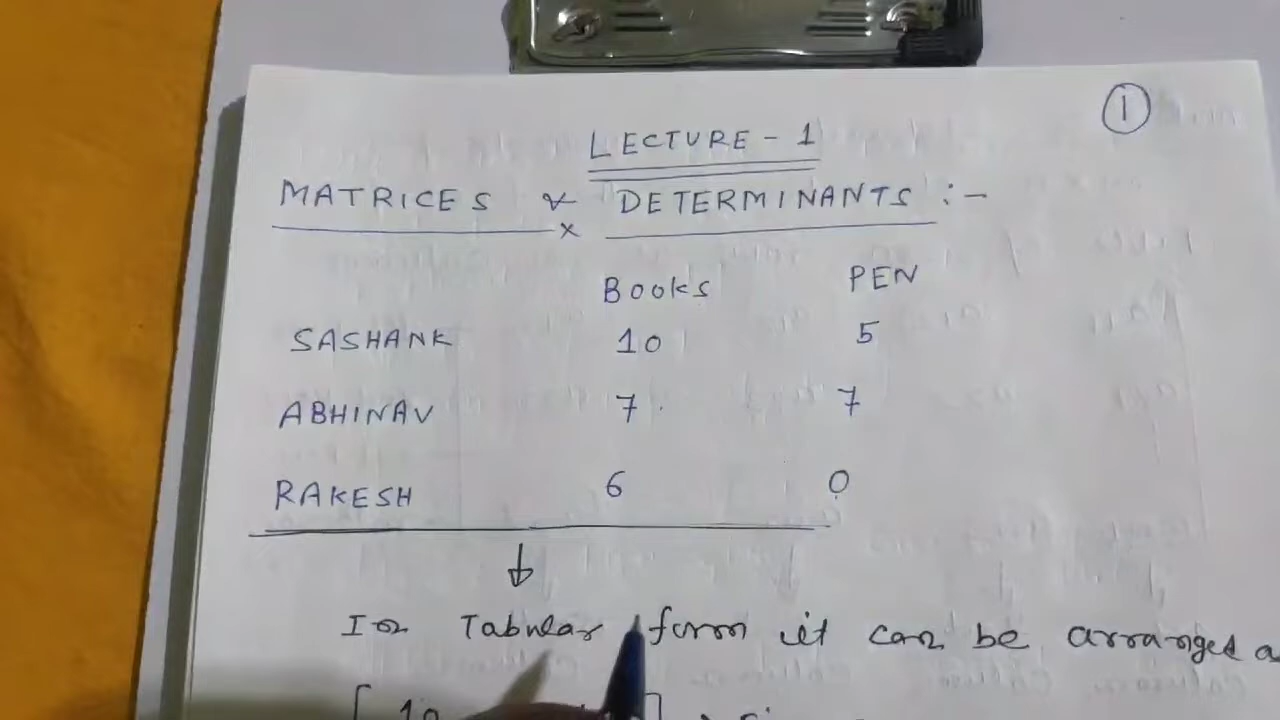 1
LECTURE - 1
MATRICES & DETERMINANTS :-
x
Books PEN
SASHANK 10 5
ABHINAV 7 7
RAKESH 6 0
In Tabular form it can be arranged
[ 10 ]